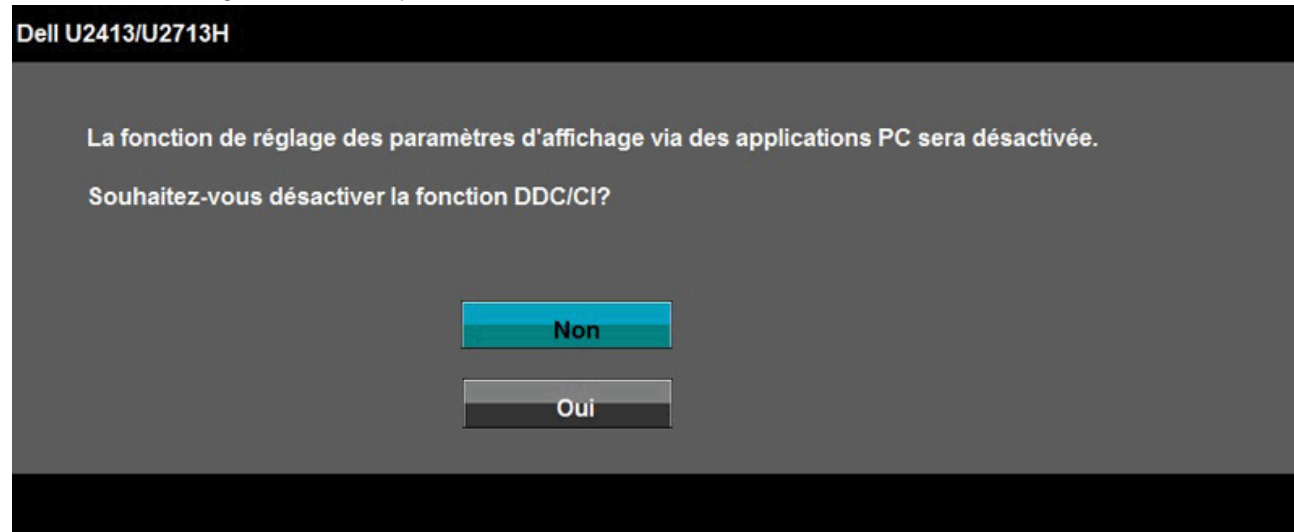 Dell U2413/U2713H
La fonction de réglage des paramètres d'affichage via des applications PC sera désactivée.
Souhaitez-vous désactiver la fonction DDC/CI?
Non
Oui